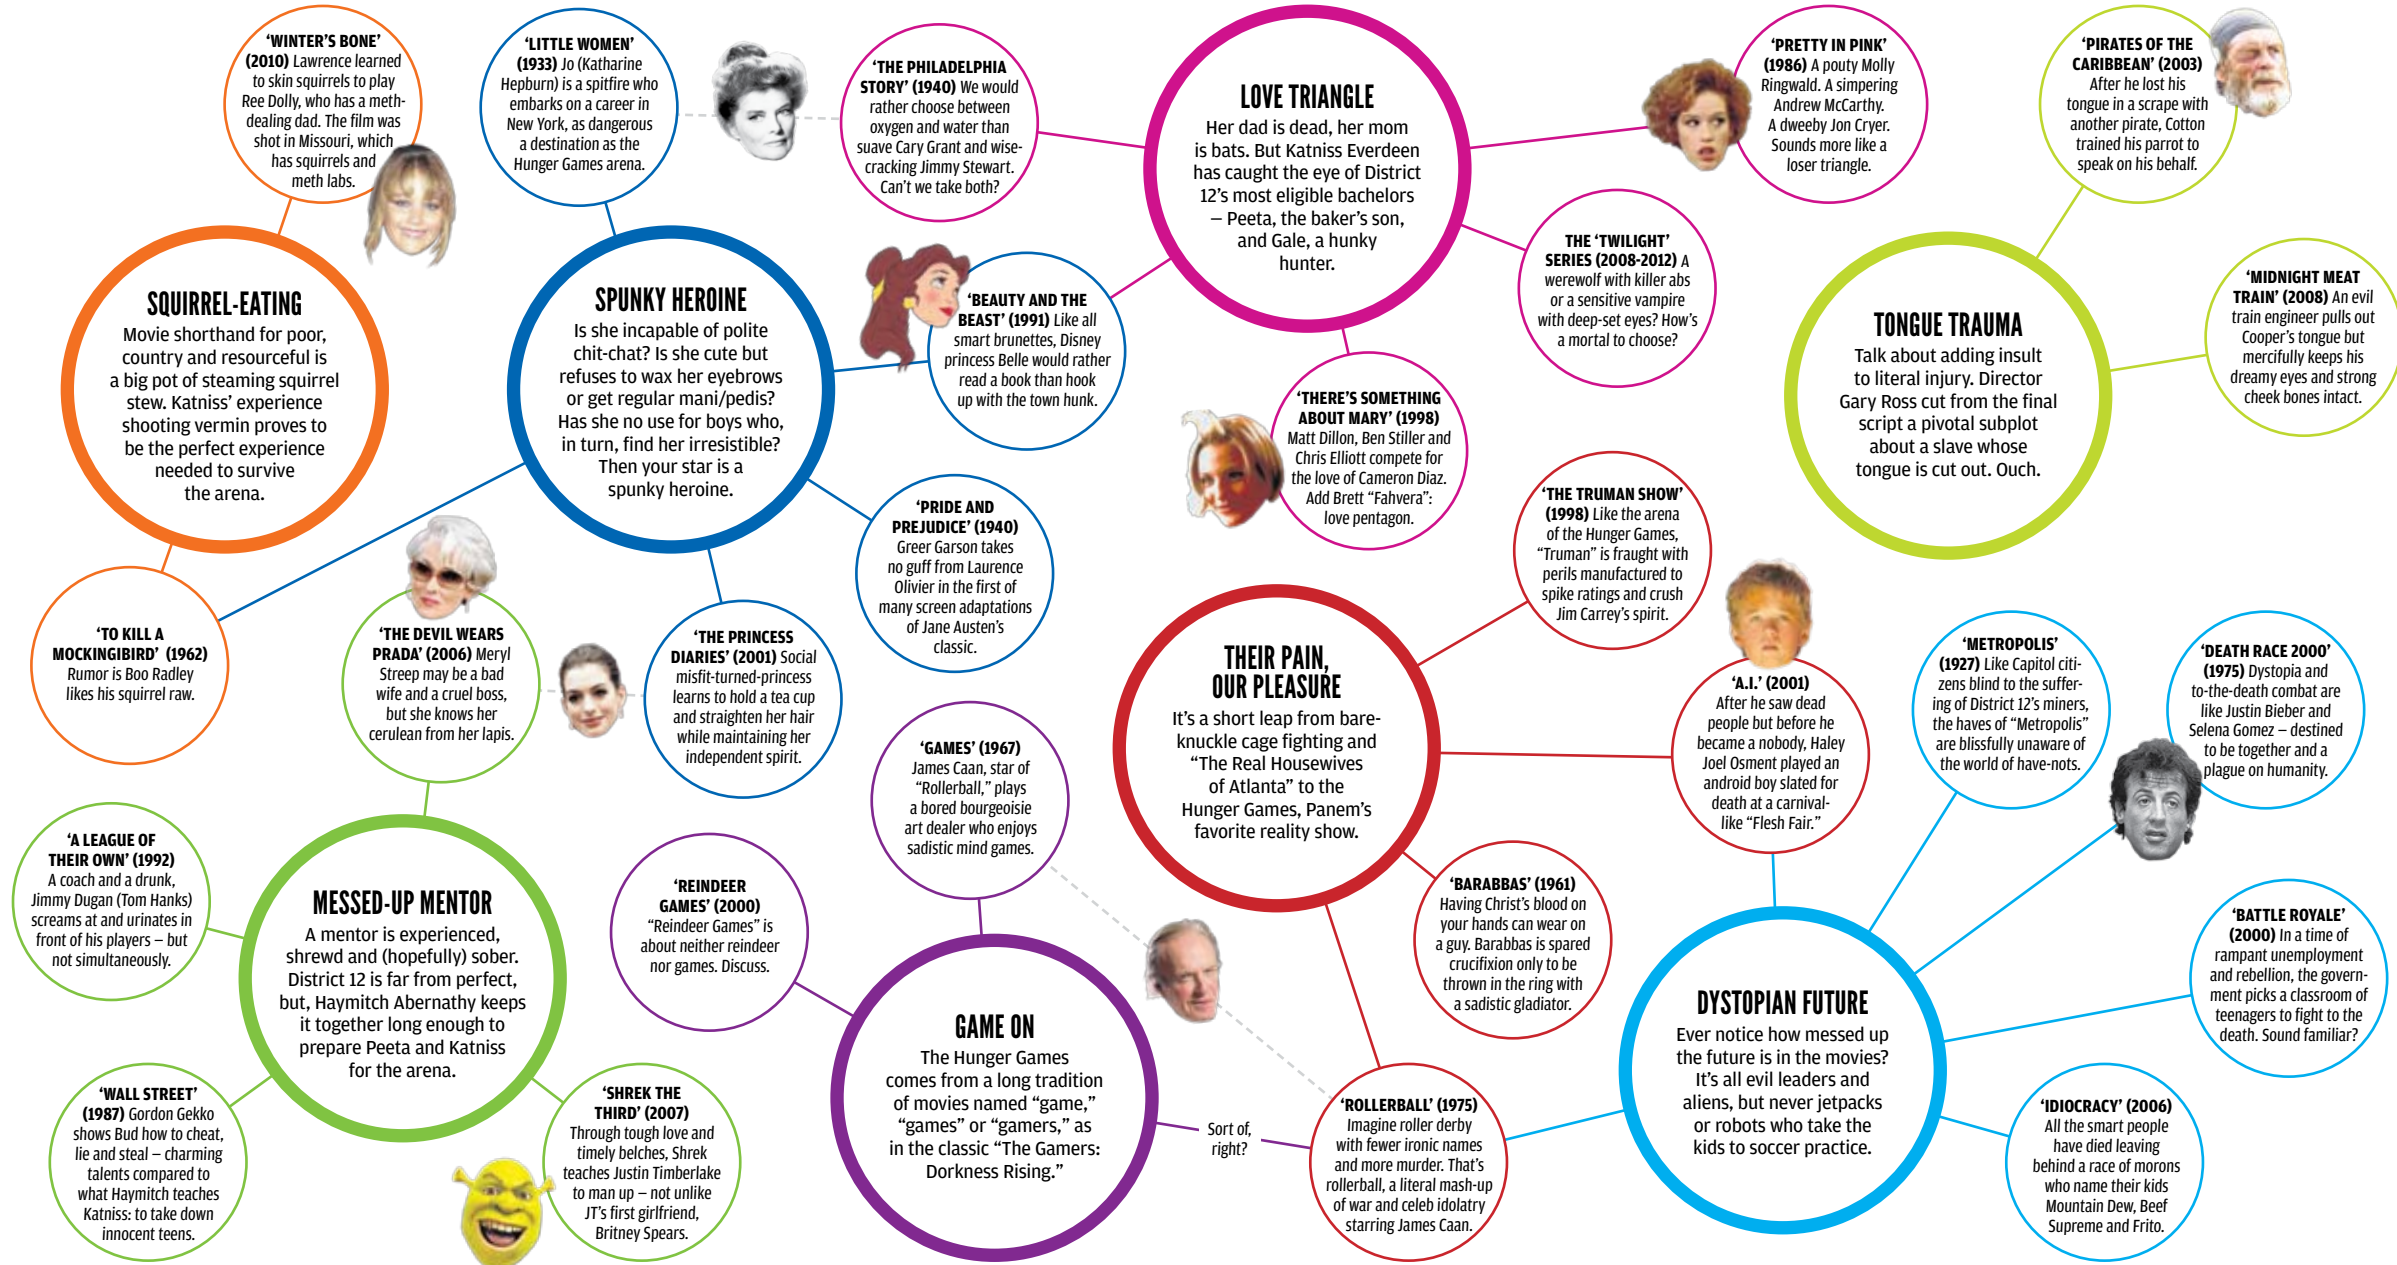 ‘WINTER’S BONE’
(2010) Lawrence learned
to skin squirrels to play
Ree Dolly, who has a meth-
dealing dad. The film was
shot in Missouri, which
has squirrels and
meth labs.
‘LITTLE WOMEN’
(1933) Jo (Katharine
Hepburn) is a spitfire who
embarks on a career in
New York, as dangerous
a destination as the
Hunger Games arena.
‘THE PHILADELPHIA
STORY’ (1940) We would
rather choose between
oxygen and water than
suave Cary Grant and wise-
cracking Jimmy Stewart.
Can’t we take both?
LOVE TRIANGLE
Her dad is dead, her mom
is bats. But Katniss Everdeen
has caught the eye of District
12’s most eligible bachelors
— Peeta, the baker’s son,
and Gale, a hunky
hunter.
‘PRETTY IN PINK’
(1986) A pouty Molly
Ringwald. A simpering
Andrew McCarthy.
A dweeby Jon Cryer.
Sounds more like a
loser triangle.
‘PIRATES OF THE
CARIBBEAN’ (2003)
After he lost his
tongue in a scrape with
another pirate, Cotton
trained his parrot to
speak on his behalf.
SQUIRREL-EATING
Movie shorthand for poor,
country and resourceful is
a big pot of steaming squirrel
stew. Katniss’ experience
shooting vermin proves to
be the perfect experience
needed to survive
the arena.
SPUNKY HEROINE
Is she incapable of polite
chit-chat? Is she cute but
refuses to wax her eyebrows
or get regular mani/pedis?
Has she no use for boys who,
in turn, find her irresistible?
Then your star is a
spunky heroine.
‘BEAUTY AND THE
BEAST’ (1991) Like all
smart brunettes, Disney
princess Belle would rather
read a book than hook
up with the town hunk.
THE ‘TWILIGHT’
SERIES (2008-2012) A
werewolf with killer abs
or a sensitive vampire
with deep-set eyes? How’s
a mortal to choose?
TONGUE TRAUMA
Talk about adding insult
to literal injury. Director
Gary Ross cut from the final
script a pivotal subplot
about a slave whose
tongue is cut out. Ouch.
‘MIDNIGHT MEAT
TRAIN’ (2008) An evil
train engineer pulls out
Cooper’s tongue but
mercifully keeps his
dreamy eyes and strong
cheek bones intact.
‘THERE’S SOMETHING
ABOUT MARY’ (1998)
Matt Dillon, Ben Stiller and
Chris Elliott compete for
the love of Cameron Diaz.
Add Brett “Fahvera”:
love pentagon.
‘PRIDE AND
PREJUDICE’ (1940)
Greer Garson takes
no guff from Laurence
Olivier in the first of
many screen adaptations
of Jane Austen’s
classic.
‘THE TRUMAN SHOW’
(1998) Like the arena
of the Hunger Games,
“Truman” is fraught with
perils manufactured to
spike ratings and crush
Jim Carrey’s spirit.
‘TO KILL A
MOCKINGBIRD’ (1962)
Rumor is Boo Radley
likes his squirrel raw.
‘THE DEVIL WEARS
PRADA’ (2006) Meryl
Streep may be a bad
wife and a cruel boss,
but she knows her
cerulean from her lapis.
‘THE PRINCESS
DIARIES’ (2001) Social
misfit-turned-princess
learns to hold a tea cup
and straighten her hair
while maintaining her
independent spirit.
THEIR PAIN,
OUR PLEASURE
It’s a short leap from bare-
knuckle cage fighting and
“The Real Housewives
of Atlanta” to the
Hunger Games, Panem’s
favorite reality show.
‘A.I.’ (2001)
After he saw dead
people but before he
became a nobody, Haley
Joel Osment played an
android boy slated for
death at a carnival-
like “Flesh Fair.”
‘METROPOLIS’
(1927) Like Capitol citi-
zens blind to the suffer-
ing of District 12’s miners,
the haves of “Metropolis”
are blissfully unaware of
the world of have-nots.
‘DEATH RACE 2000’
(1975) Dystopia and
to-the-death combat are
like Justin Bieber and
Selena Gomez — destined
to be together and a
plague on humanity.
‘A LEAGUE OF
THEIR OWN’ (1992)
A coach and a drunk,
Jimmy Dugan (Tom Hanks)
screams at and urinates in
front of his players — but
not simultaneously.
MESSED-UP MENTOR
A mentor is experienced,
shrewd and (hopefully) sober.
District 12 is far from perfect,
but, Haymitch Abernathy keeps
it together long enough to
prepare Peeta and Katniss
for the arena.
‘REINDEER
GAMES’ (2000)
“Reindeer Games” is
about neither reindeer
nor games. Discuss.
‘GAMES’ (1967)
James Caan, star of
“Rollerball,” plays
a bored bourgeoisie
art dealer who enjoys
sadistic mind games.
‘BARABBAS’ (1961)
Having Christ’s blood on
your hands can wear on
a guy. Barabbas is spared
crucifixion only to be
thrown in the ring with
a sadistic gladiator.
‘BATTLE ROYALE’
(2000) In a time of
rampant unemployment
and rebellion, the govern-
ment picks a classroom of
teenagers to fight to the
death. Sound familiar?
GAME ON
The Hunger Games
comes from a long tradition
of movies named “game,”
“games” or “gamers,” as
in the classic “The Gamers:
Dorkness Rising.”
DYSTOPIAN FUTURE
Ever notice how messed up
the future is in the movies?
It’s all evil leaders and
aliens, but never jetpacks
or robots who take the
kids to soccer practice.
‘WALL STREET’
(1987) Gordon Gekko
shows Bud how to cheat,
lie and steal — charming
talents compared to
what Haymitch teaches
Katniss: to take down
innocent teens.
‘SHREK THE
THIRD’ (2007)
Through tough love and
timely belches, Shrek
teaches Justin Timberlake
to man up — not unlike
JT’s first girlfriend,
Britney Spears.
Sort of,
right?
‘ROLLERBALL’ (1975)
Imagine roller derby
with fewer ironic names
and more murder. That’s
rollerball, a literal mash-up
of war and celeb idolatry
starring James Caan.
‘IDIOCRACY’ (2006)
All the smart people
have died leaving
behind a race of morons
who name their kids
Mountain Dew, Beef
Supreme and Frito.